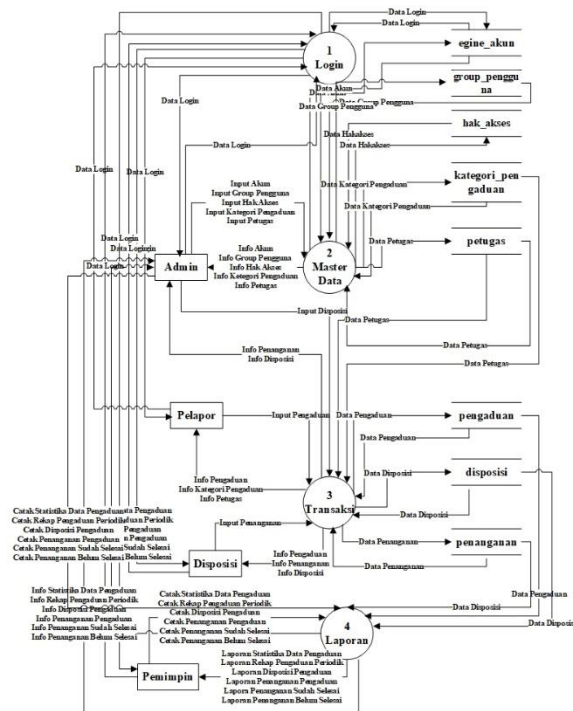 Data Login
1
Login
Data Login
egine_akun
group_penggu
na
Data Akun
Data Group Pengguna
Data Login
hak_akses
Data Hakakses
Data Hakakses
Data Login
Data Login
Data Login
kategori_pen
gaduan
Data Kategori Pengaduan
Data Kategori Pengaduan
Input Akun
Input Group Pengguna
Input Hak Akses
Input Kategori Pengaduan
Input Petugas
Data Login
Data Login
Admin
2
Master
Data
Data Petugas
petugas
Info Akun
Info Group Pengguna
Info Hak Akses
Info Ketegori Pengaduan
Info Petugas
Input Disposisi
Data Petugas
Data Petugas
Data Petugas
Info Penanganan
Info Disposisi
Pelapor
Input Pengaduan
Data Pengaduan
pengaduan
Data Pengaduan
3
Transaksi
Data Disposisi
disposisi
Data Disposisi
Info Pengaduan
Info Kategori Pengaduan
Info Petugas
Input Penanganan
Catak Statistika Data Pengaduan
Cetak Rekap Pengaduan Periodik
Cetak Disposisi Pengaduan
Cetak Penanganan Pengaduan
Cetak Penanganan Sudah Selesai
Cetak Penanganan Belum Selesai
Data Penanganan
penanganan
Data Penanganan
Disposisi
Info Pengaduan
Info Penanganan
Info Disposisi
Data Pengaduan
Data Disposisi
Info Statistika Data Pengaduan
Info Rekap Pengaduan Periodik
Info Disposisi Pengaduan
Info Penanganan Pengaduan
Info Penanganan Sudah Selesai
Info Penanganan Belum Selesai
Cetak Statistika Data Pengaduan
Cetak Rekap Pengaduan Periodik
Cetak Disposisi Pengaduan
Cetak Penanganan Pengaduan
Cetak Penanganan Sudah Selesai
Cetak Penanganan Belum Selesai
4
Laporan
Pemimpin
Laporan Statistika Data Pengaduan
Laporan Rekap Pengaduan Periodik
Laporan Disposisi Pengaduan
Laporan Penanganan Pengaduan
Lapora Penanganan Sudah Selesai
Laporan Penanganan Belum Selesai